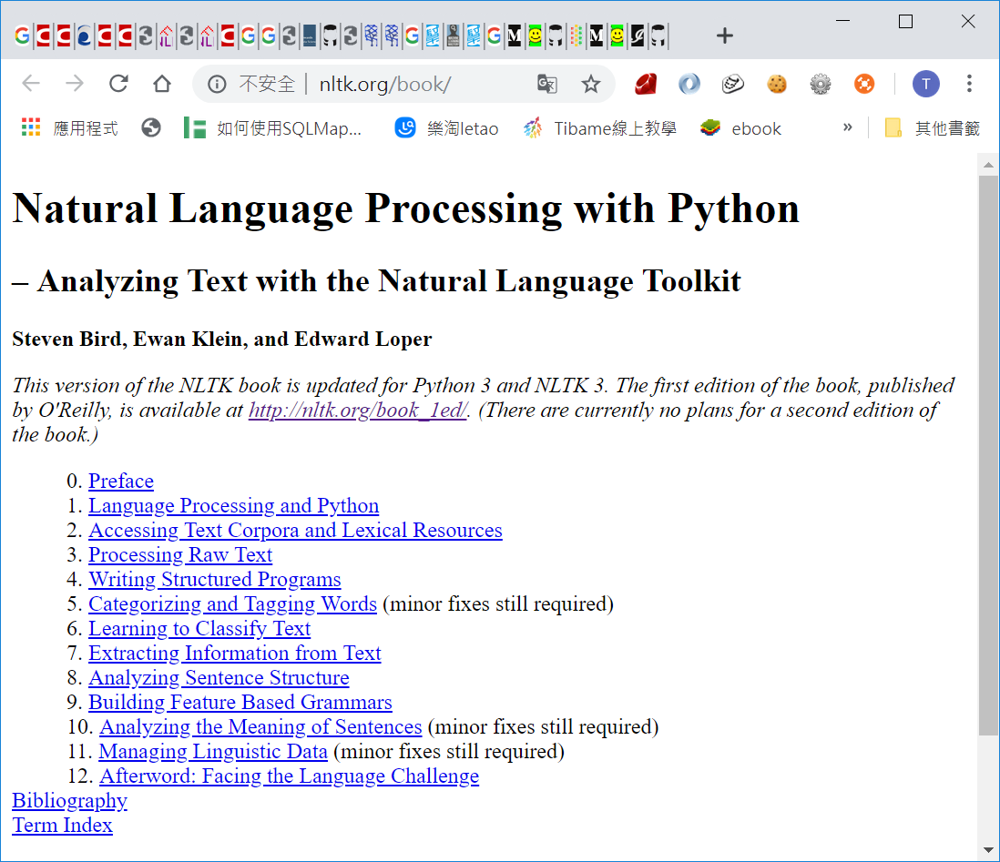 不安全 nltk.org/book/
應用程式 如何使用SQLMap... 樂淘letao Tibame線上教學 ebook » 其他書籤
Natural Language Processing with Python
– Analyzing Text with the Natural Language Toolkit
Steven Bird, Ewan Klein, and Edward Loper
This version of the NLTK book is updated for Python 3 and NLTK 3. The first edition of the book, published
by O'Reilly, is available at http://nltk.org/book_1ed/. (There are currently no plans for a second edition of
the book.)
0. Preface
1. Language Processing and Python
2. Accessing Text Corpora and Lexical Resources
3. Processing Raw Text
4. Writing Structured Programs
5. Categorizing and Tagging Words (minor fixes still required)
6. Learning to Classify Text
7. Extracting Information from Text
8. Analyzing Sentence Structure
9. Building Feature Based Grammars
10. Analyzing the Meaning of Sentences (minor fixes still required)
11. Managing Linguistic Data (minor fixes still required)
12. Afterword: Facing the Language Challenge
Bibliography
Term Index